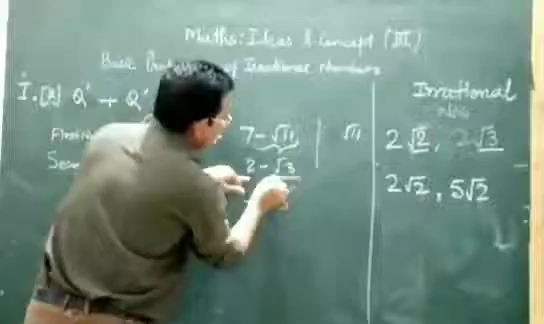 Maths: Ideas & Concept (III)
Basic Properties of Irrational numbers
I. [A] Q' + Q'
7 - √11
√11
2 - √3
Irrational
2√2, 2√3
2√2, 5√2